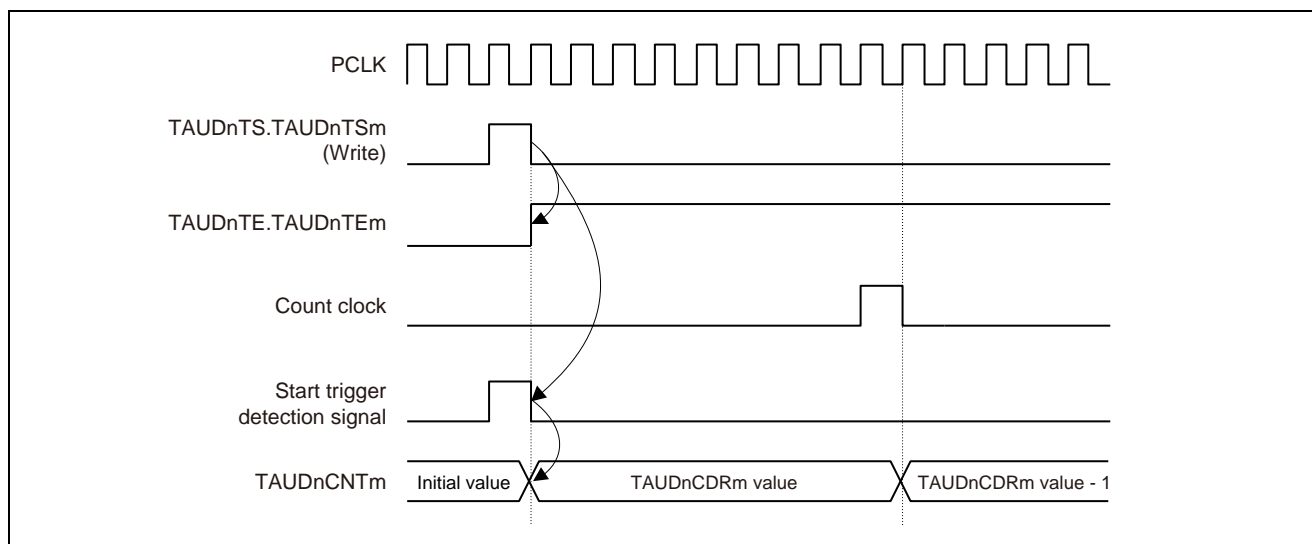 PCLK
TAUDnTS.TAUDnTSm
(Write)
TAUDnTE.TAUDnTEm
Count clock
Start trigger
detection signal
TAUDnCNTm
Initial value
TAUDnCDRm value
TAUDnCDRm value - 1